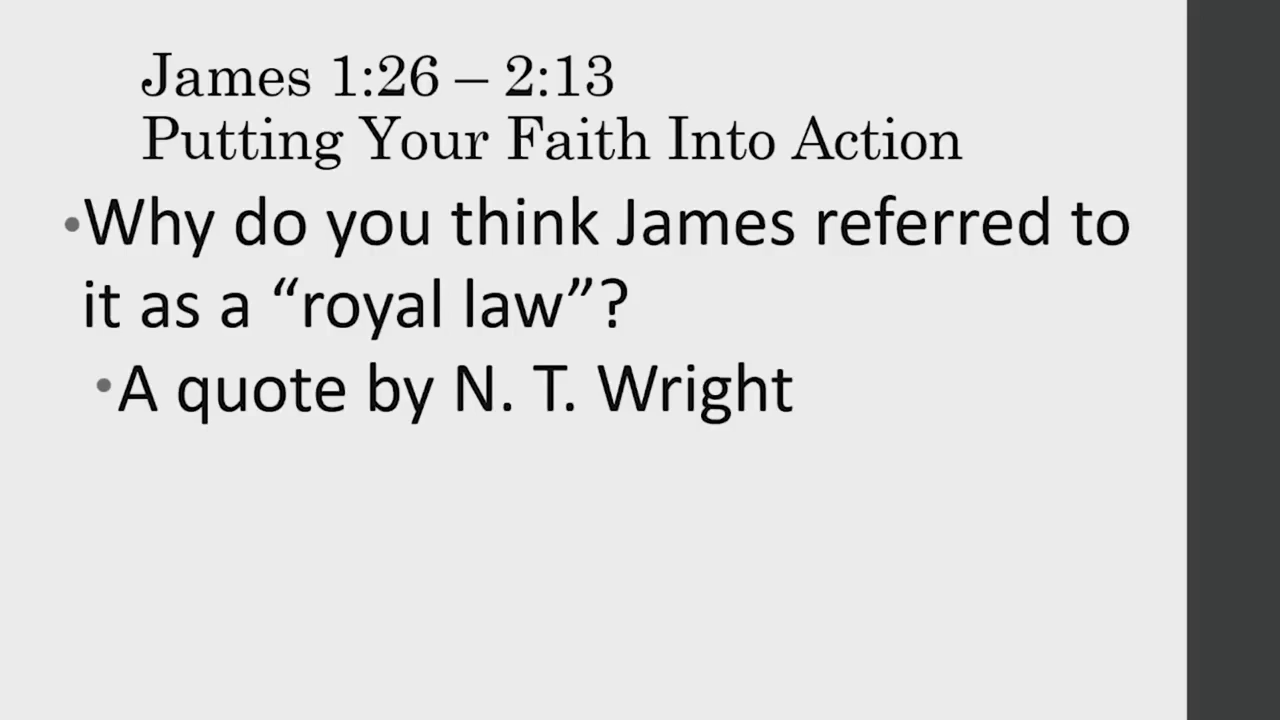 James 1:26 – 2:13
Putting Your Faith Into Action
•Why do you think James referred to
it as a “royal law”?
•A quote by N. T. Wright